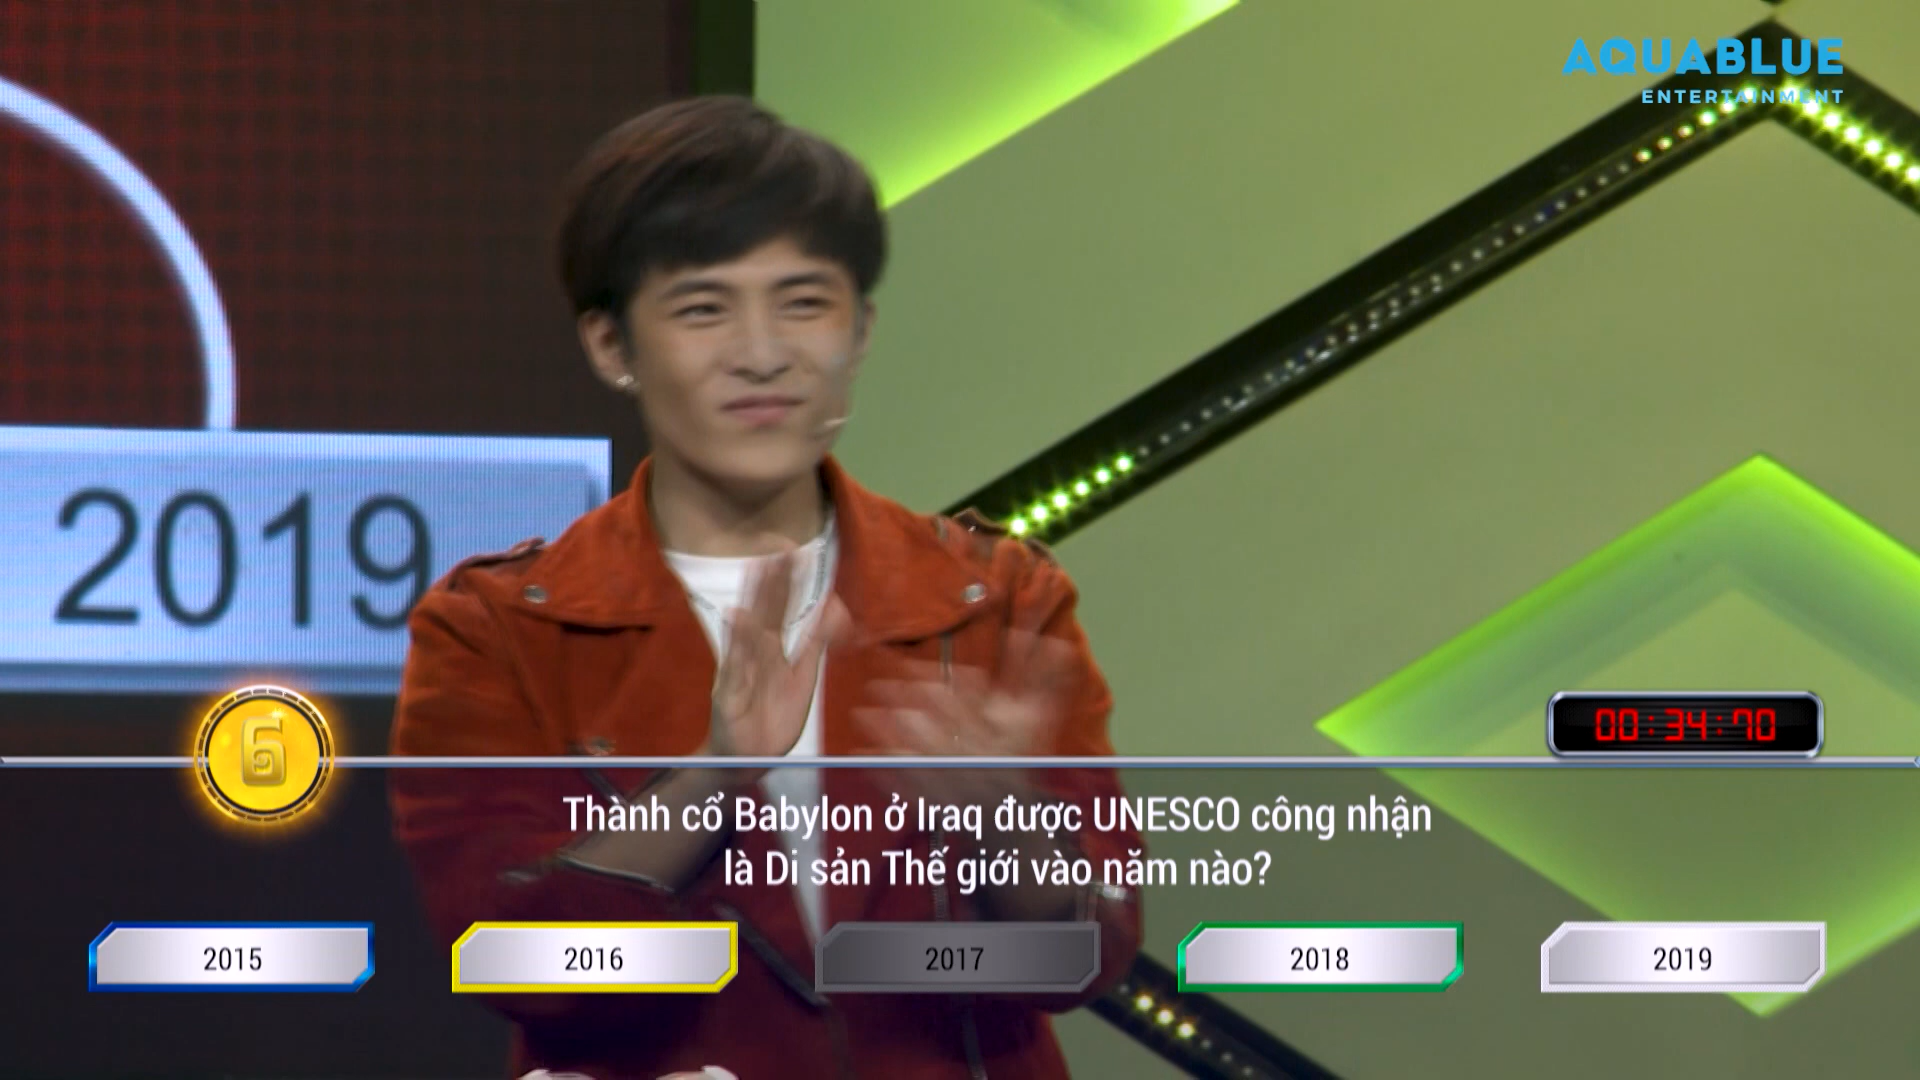 AQUABLUE
ENTERTAINMENT
2019
6
00:34:70
Thành cổ Babylon ở Iraq được UNESCO công nhận
là Di sản Thế giới vào năm nào?
2015
2016
2017
2018
2019